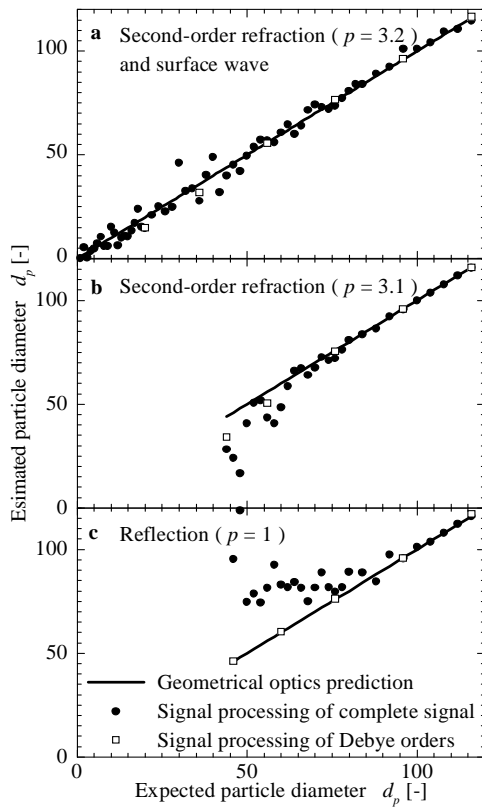 100
50
0
a Second-order refraction ( p = 3.2 )
and surface wave
100
50
0
b Second-order refraction ( p = 3.1 )
100
50
0
c Reflection ( p = 1 )
Geometrical optics prediction
Signal processing of complete signal
Signal processing of Debye orders
0 50 100
Expected particle diameter d_p [-]
Esimated particle diameter d_p [-]